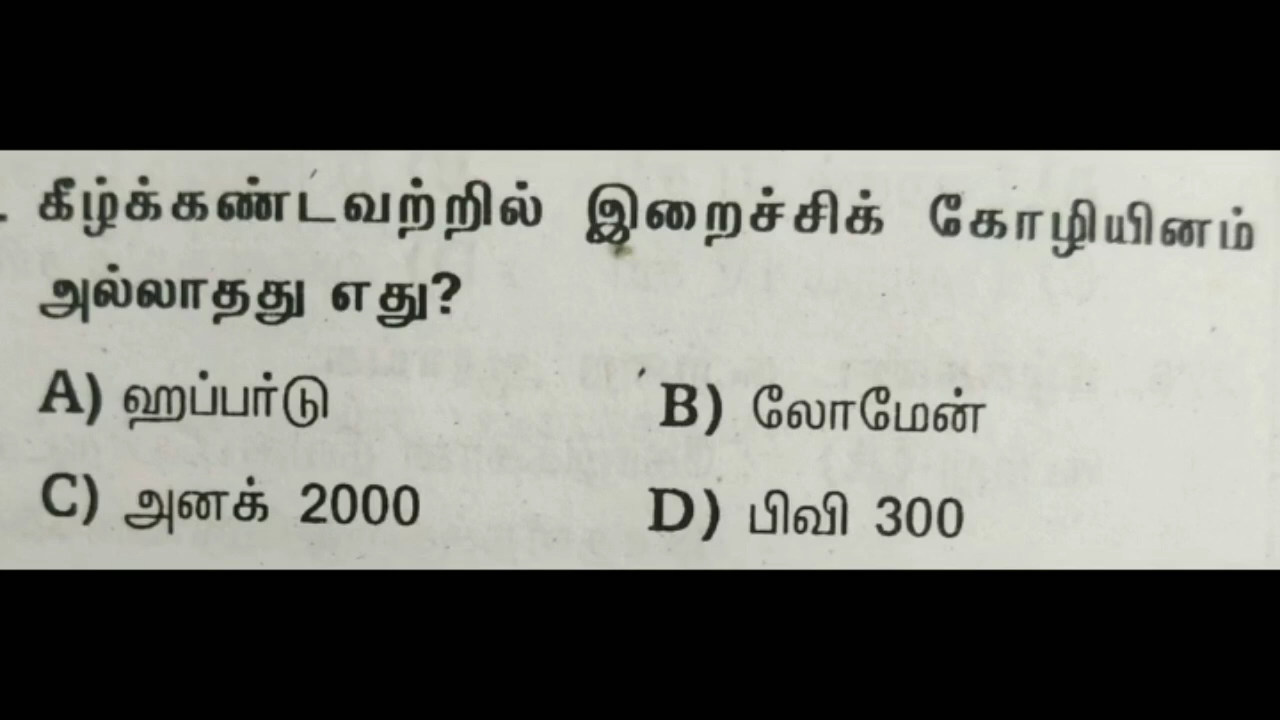 . கீழ்க்கண்டவற்றில் இறைச்சிக் கோழியினம்
அல்லாதது எது?
A) ஹப்பர்டு B) லோமேன்
C) அனக் 2000 D) பிவி 300